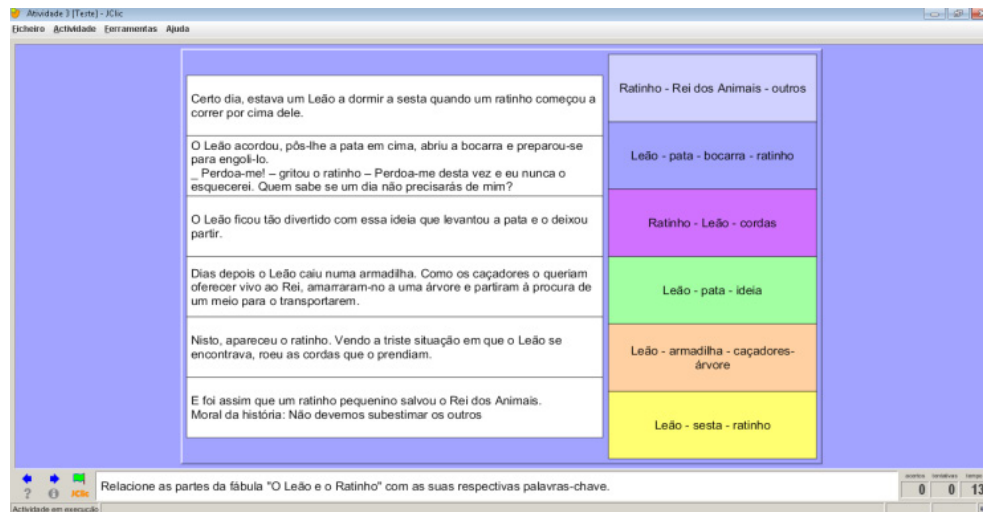 Atividade 3 [Teste] - JClic
Ficheiro Actividade Ferramentas Ajuda
Certo dia, estava um Leão a dormir a sesta quando um ratinho começou a
correr por cima dele.
O Leão acordou, pôs-lhe a pata em cima, abriu a bocarra e preparou-se
para engoli-lo.
_ Perdoa-me! – gritou o ratinho – Perdoa-me desta vez e eu nunca o
esquecerei. Quem sabe se um dia não precisarás de mim?
O Leão ficou tão divertido com essa ideia que levantou a pata e o deixou
partir.
Dias depois o Leão caiu numa armadilha. Como os caçadores o queriam
oferecer vivo ao Rei, amarraram-no a uma árvore e partiram à procura de
um meio para o transportarem.
Nisto, apareceu o ratinho. Vendo a triste situação em que o Leão se
encontrava, roeu as cordas que o prendiam.
E foi assim que um ratinho pequenino salvou o Rei dos Animais.
Moral da história: Não devemos subestimar os outros
Ratinho - Rei dos Animais - outros
Leão - pata - bocarra - ratinho
Ratinho - Leão - cordas
Leão - pata - ideia
Leão - armadilha - caçadores-
árvore
Leão - sesta - ratinho
? JClic
Relacione as partes da fábula "O Leão e o Ratinho" com as suas respectivas palavras-chave.
acertos tentativas tempo
0 0 13
Actividade em execução